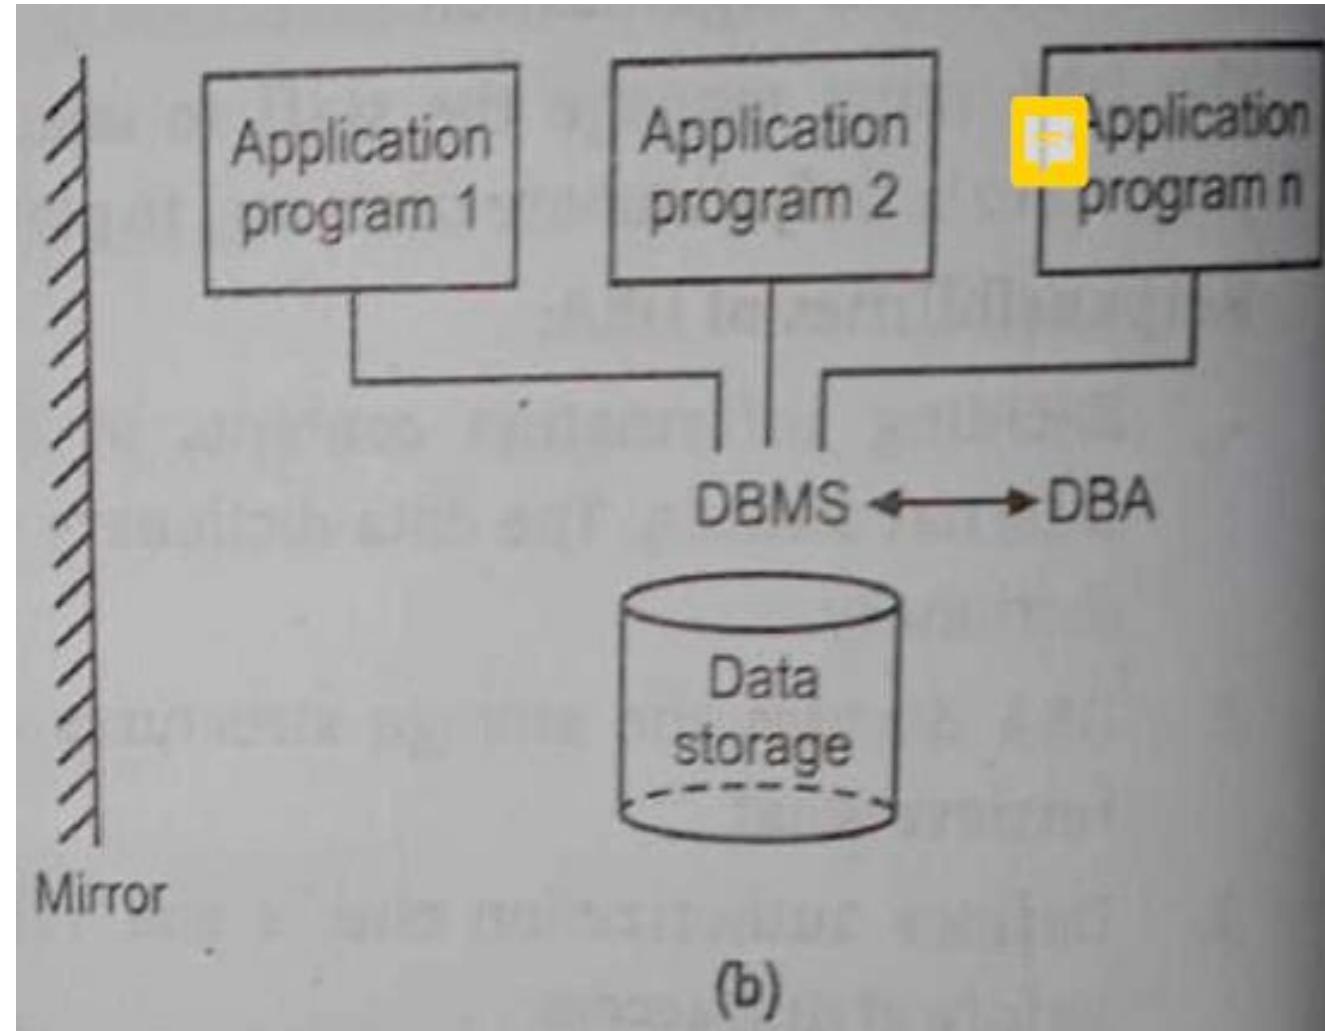 Application
program 1
Application
program 2
Application
program n
DBMS
DBA
Data
storage
Mirror
(b)